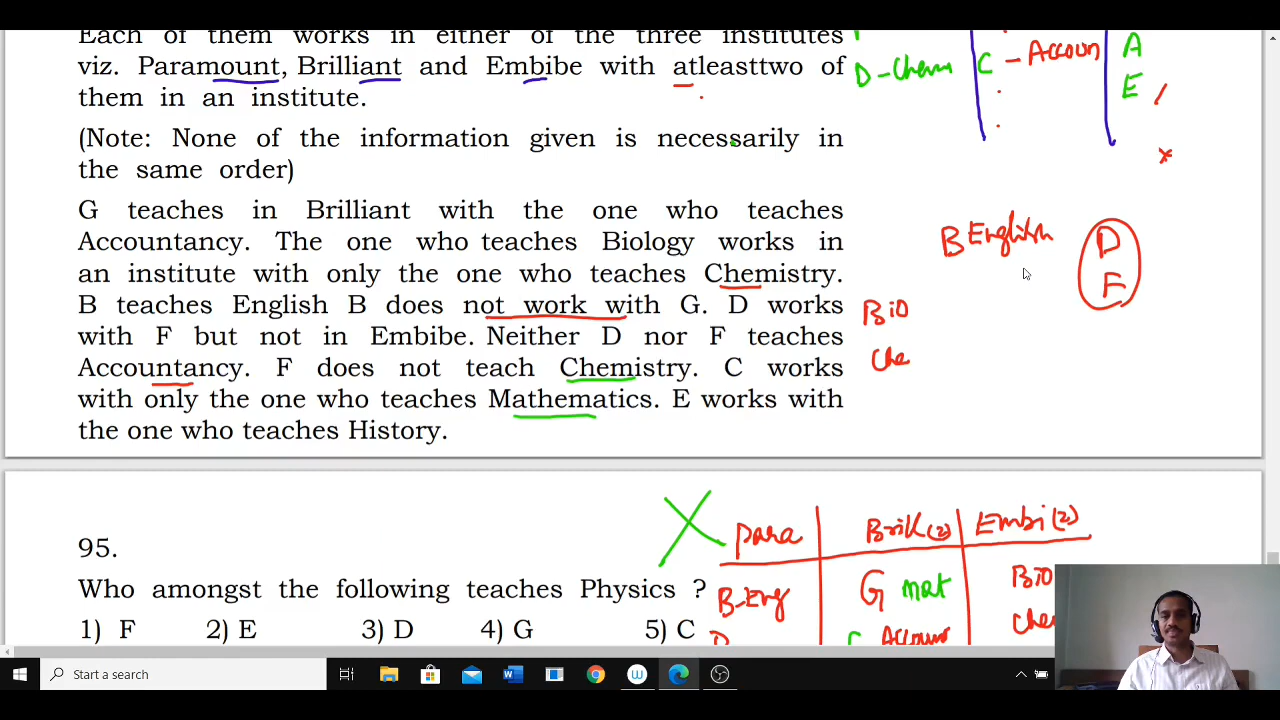 Each of them works in either of the three institutes
viz. Paramount, Brilliant and Embibe with atleasttwo of
them in an institute.
(Note: None of the information given is necessarily in
the same order)
G teaches in Brilliant with the one who teaches
Accountancy. The one who teaches Biology works in
an institute with only the one who teaches Chemistry.
B teaches English B does not work with G. D works
with F but not in Embibe. Neither D nor F teaches
Accountancy. F does not teach Chemistry. C works
with only the one who teaches Mathematics. E works with
the one who teaches History.
D-Chem
C - Accoun
A
E
B English
D
F
Bio
Che
95.
Who amongst the following teaches Physics ?
1) F 2) E 3) D 4) G 5) C
Para Brill(2) Embi(2)
B-Eng G mat Bio
D C Accoun Chem
Start a search